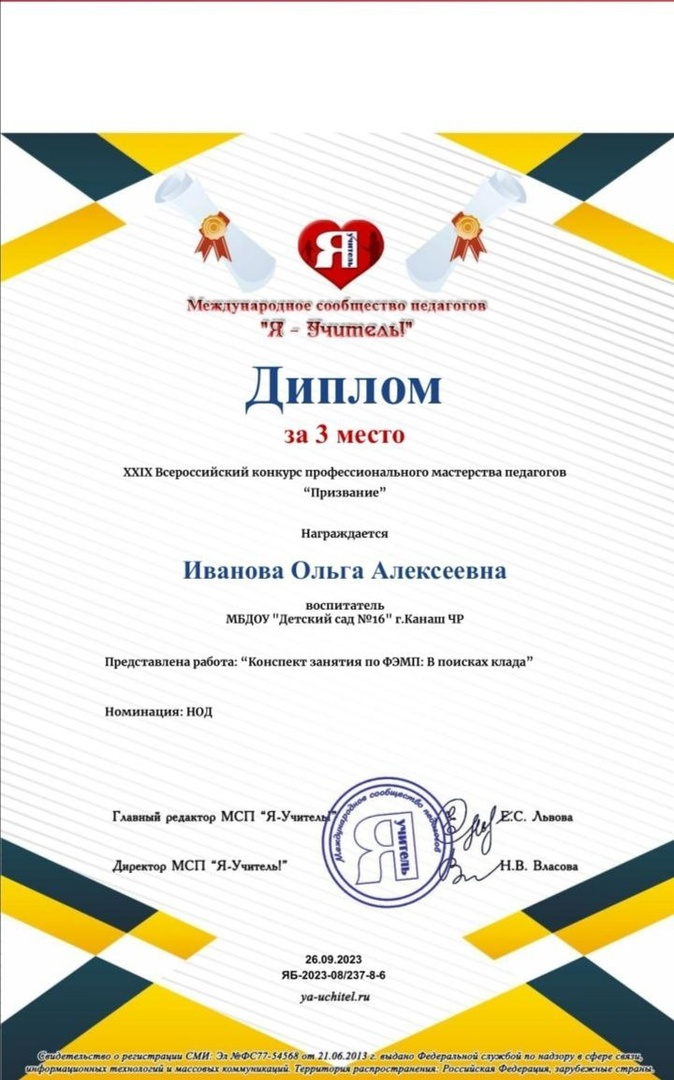 Я учитель
Международное сообщество педагогов
"Я - Учитель!"
Диплом
за 3 место
XXIX Всероссийский конкурс профессионального мастерства педагогов
“Призвание”
Награждается
Иванова Ольга Алексеевна
воспитатель
МБДОУ "Детский сад №16" г.Канаш ЧР
Представлена работа: “Конспект занятия по ФЭМП: В поисках клада”
Номинация: НОД
Главный редактор МСП “Я-Учитель!” Е.С. Львова
Международное сообщество педагогов
Я учитель
Директор МСП “Я-Учитель!” Н.В. Власова
26.09.2023
ЯБ-2023-08/237-8-6
ya-uchitel.ru
Свидетельство о регистрации СМИ: Эл №ФС77-54568 от 21.06.2013 г. выдано Федеральной службой по надзору в сфере связи,
информационных технологий и массовых коммуникаций. Территория распространения: Российская Федерация, зарубежные страны.